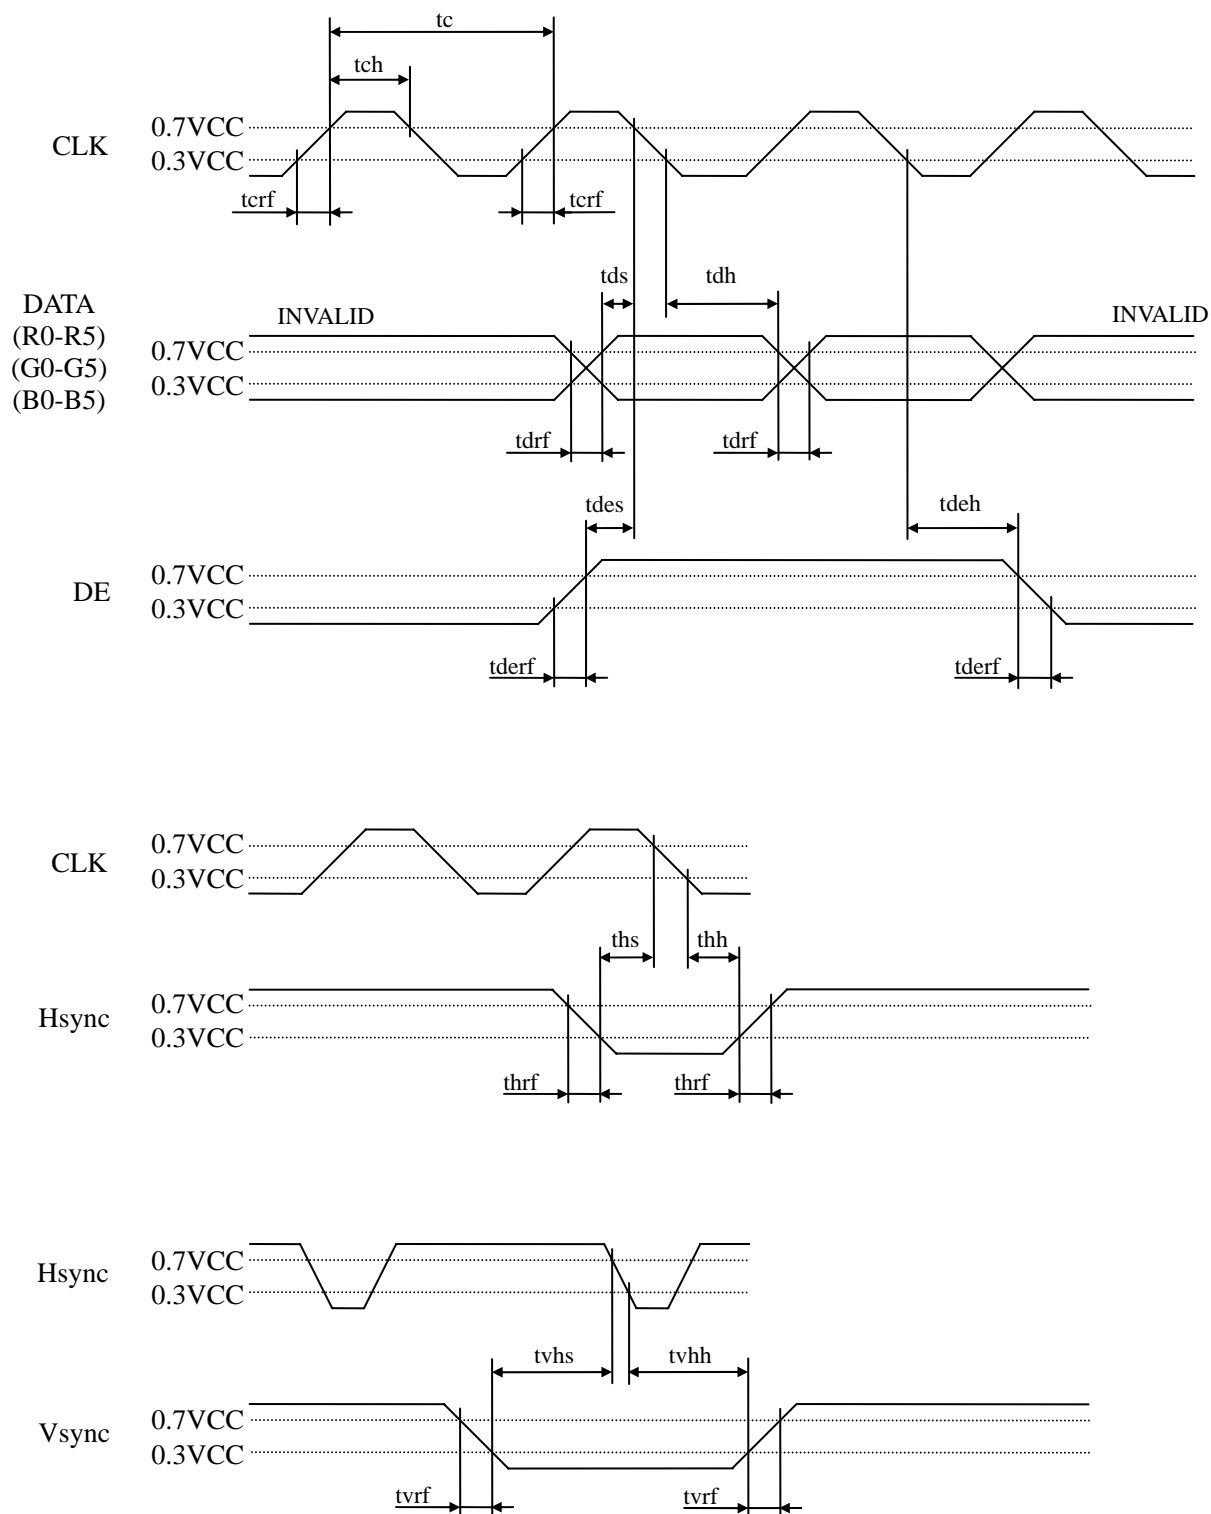 tc
tch
0.7VCC
CLK
0.3VCC
tcrf
tcrf
tds
tdh
DATA
(R0-R5)
(G0-G5)
(B0-B5)
INVALID
INVALID
0.7VCC
0.3VCC
tdrf
tdrf
tdes
tdeh
0.7VCC
DE
0.3VCC
tderf
tderf
0.7VCC
CLK
0.3VCC
ths
thh
0.7VCC
Hsync
0.3VCC
thrf
thrf
0.7VCC
Hsync
0.3VCC
tvhs
tvhh
0.7VCC
Vsync
0.3VCC
tvrf
tvrf